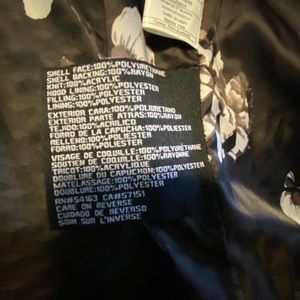 SHELL FACE:100%POLYURETHANE
SHELL BACKING:100%RAYON
KNIT:100%ACRYLIC
HOOD LINING:100%POLYESTER
FILLING:100%POLYESTER
LINING:100%POLYESTER
EXTERIOR CARA:100%POLIURETANO
EXTERIOR PARTE ATRAS:100%RAYON
TEJIDO:100%ACRILICO
FORRO DE LA CAPUCHA:100%POLIESTER
RELLENO:100%POLIESTER
FORRO:100%POLIESTER
VISAGE DE COQUILLE:100%POLYURÉTHANE
SOUTIEN DE COQUILLE:100%RAYONNE
TRICOT:100%ACRYLIQUE
DOUBLURE DU CAPUCHON:100%POLYESTER
MATELASSAGE:100%POLYESTER
DOUBLURE:100%POLYESTER
RN#54163 CA#57151
CARE ON REVERSE
CUIDADO DE REVERSO
SOIN SUR L'INVERSE